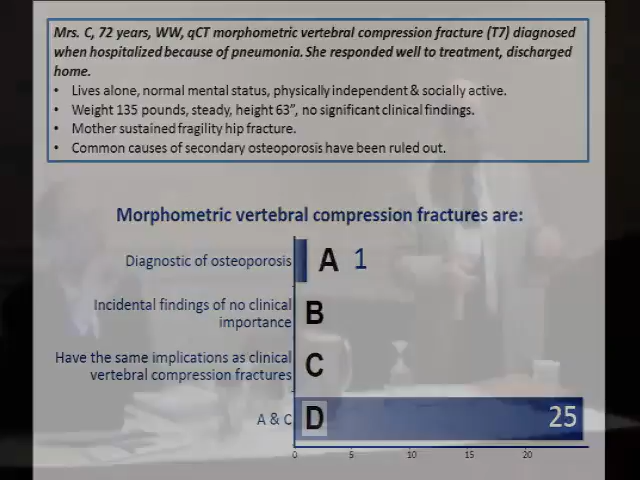 Mrs. C, 72 years, WW, qCT morphometric vertebral compression fracture (T7) diagnosed
when hospitalized because of pneumonia. She responded well to treatment, discharged
home.
• Lives alone, normal mental status, physically independent & socially active.
• Weight 135 pounds, steady, height 63”, no significant clinical findings.
• Mother sustained fragility hip fracture.
• Common causes of secondary osteoporosis have been ruled out.
Morphometric vertebral compression fractures are:
Diagnostic of osteoporosis A 1
Incidental findings of no clinical
importance B
Have the same implications as clinical
vertebral compression fractures C
A & C D 25
0 5 10 15 20